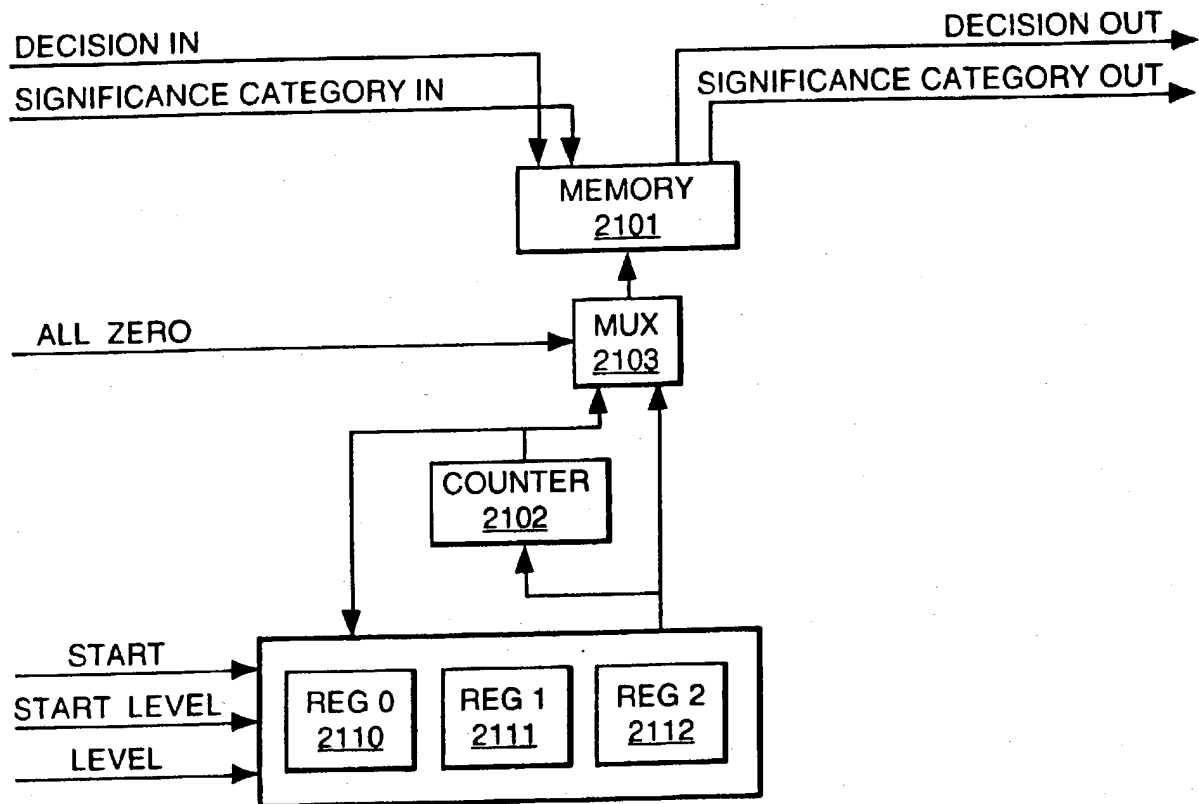 DECISION IN
SIGNIFICANCE CATEGORY IN
DECISION OUT
SIGNIFICANCE CATEGORY OUT
MEMORY
2101
ALL ZERO
MUX
2103
COUNTER
2102
START
START LEVEL
LEVEL
REG 0
2110
REG 1
2111
REG 2
2112